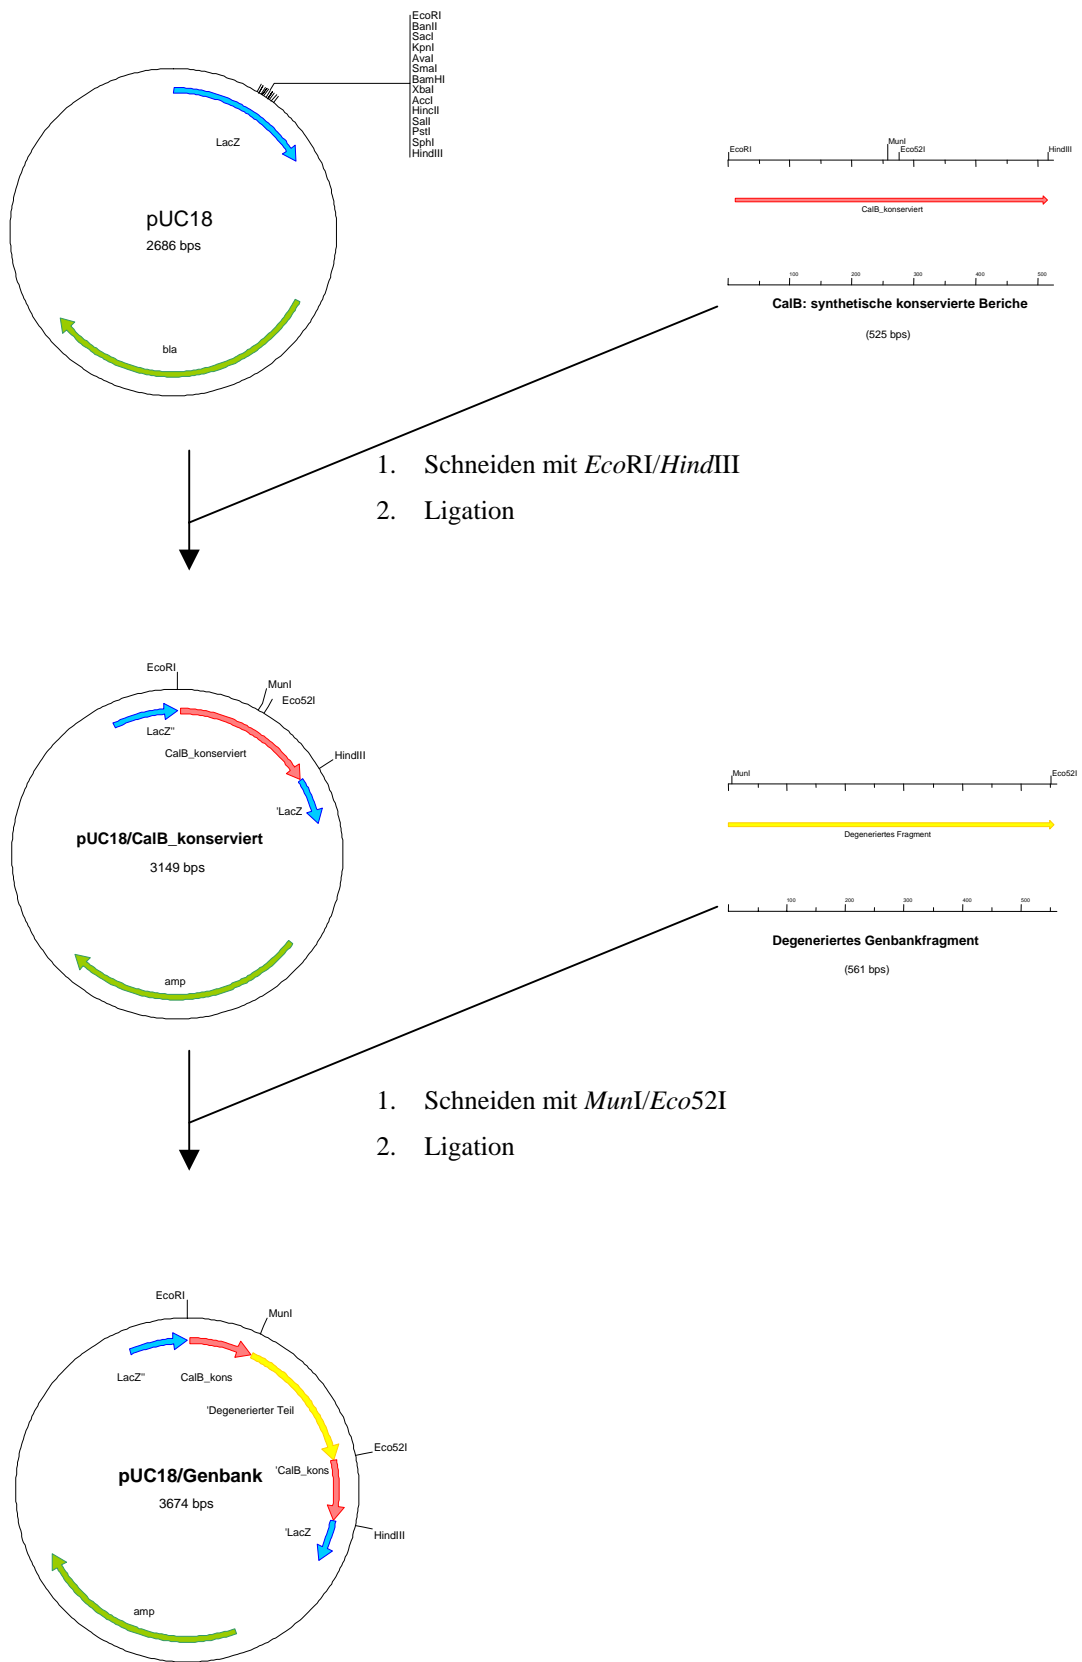 EcoRI
BanII
SacI
KpnI
AvaI
SmaI
BamHI
XbaI
AccI
HincII
SalI
PstI
SphI
HindIII
LacZ
pUC18
2686 bps
bla
EcoRI
MunI
Eco52I
HindIII
CalB_konserviert
100 200 300 400 500
CalB: synthetische konservierte Beriche
(525 bps)
1. Schneiden mit EcoRI/HindIII
2. Ligation
EcoRI
MunI
Eco52I
LacZ"
CalB_konserviert
HindIII
'LacZ
pUC18/CalB_konserviert
3149 bps
amp
MunI
Eco52I
Degeneriertes Fragment
100 200 300 400 500
Degeneriertes Genbankfragment
(561 bps)
1. Schneiden mit MunI/Eco52I
2. Ligation
EcoRI
MunI
LacZ"
CalB_kons
'Degenerierter Teil
Eco52I
'CalB_kons
pUC18/Genbank
3674 bps
'LacZ
HindIII
amp